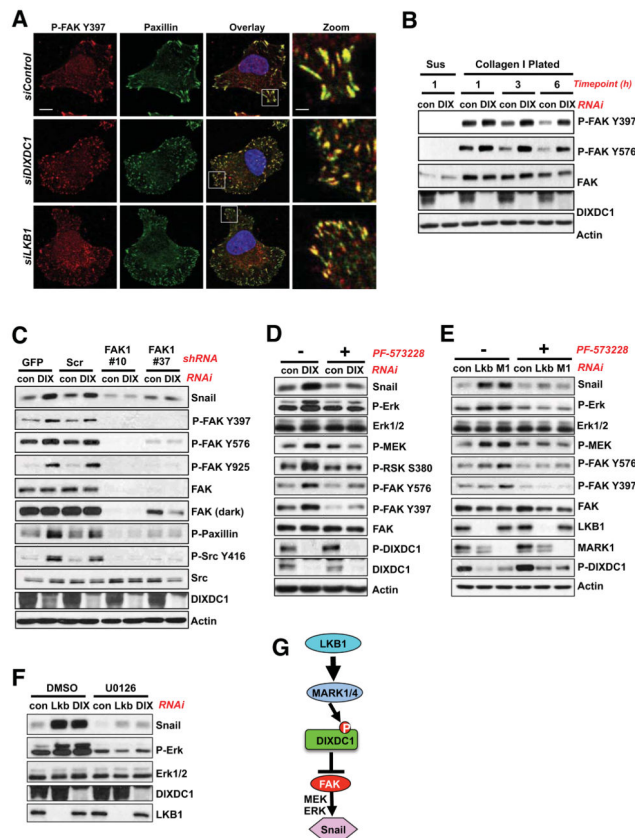 A
P-FAK Y397 Paxillin Overlay Zoom
siControl
siDIXDC1
siLKB1
B
Sus Collagen I Plated
1 1 3 6 Timepoint (h)
con DIX con DIX con DIX con DIX RNAi
P-FAK Y397
P-FAK Y576
FAK
DIXDC1
Actin
C
GFP Scr FAK1 #10 FAK1 #37 shRNA
con DIX con DIX con DIX con DIX RNAi
Snail
P-FAK Y397
P-FAK Y576
P-FAK Y925
FAK
FAK (dark)
P-Paxillin
P-Src Y416
Src
DIXDC1
Actin
D
- + PF-573228
con DIX con DIX RNAi
Snail
P-Erk
Erk1/2
P-MEK
P-RSK S380
P-FAK Y576
P-FAK Y397
FAK
P-DIXDC1
DIXDC1
Actin
E
- + PF-573228
con Lkb M1 con Lkb M1 RNAi
Snail
P-Erk
Erk1/2
P-MEK
P-FAK Y576
P-FAK Y397
FAK
LKB1
MARK1
P-DIXDC1
Actin
F
DMSO U0126
con Lkb DIX con Lkb DIX RNAi
Snail
P-Erk
Erk1/2
DIXDC1
LKB1
G
LKB1
MARK1/4
P
DIXDC1
FAK
MEK
ERK
Snail